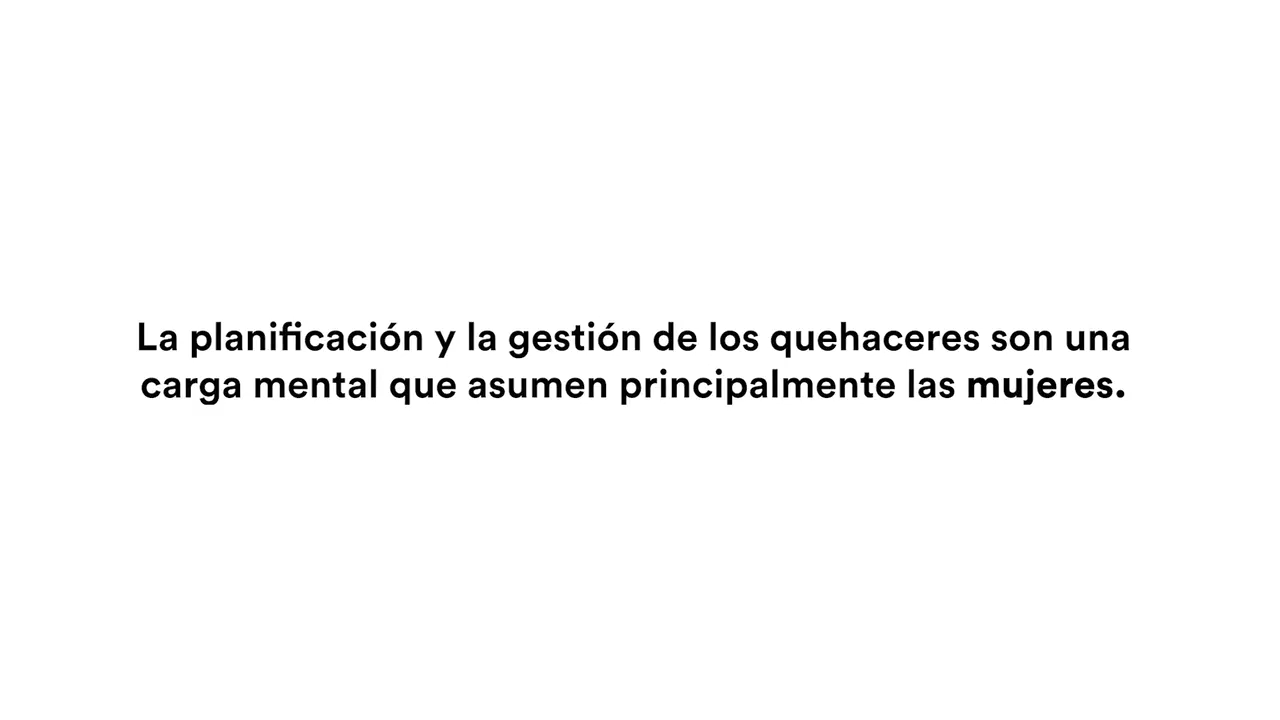 La planificación y la gestión de los quehaceres son una
carga mental que asumen principalmente las mujeres.